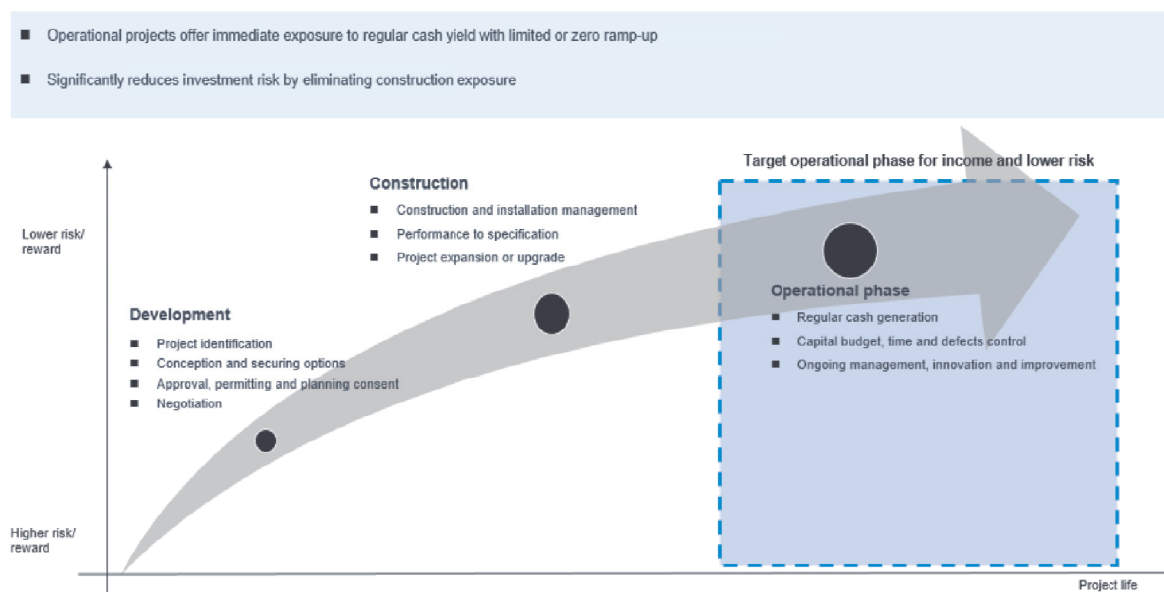 Operational projects offer immediate exposure to regular cash yield with limited or zero ramp-up
Significantly reduces investment risk by eliminating construction exposure
Target operational phase for income and lower risk
Construction
Construction and installation management
Performance to specification
Project expansion or upgrade
Lower risk/
reward
Development
Project identification
Conception and securing options
Approval, permitting and planning consent
Negotiation
Operational phase
Regular cash generation
Capital budget, time and defects control
Ongoing management, innovation and improvement
Higher risk/
reward
Project life